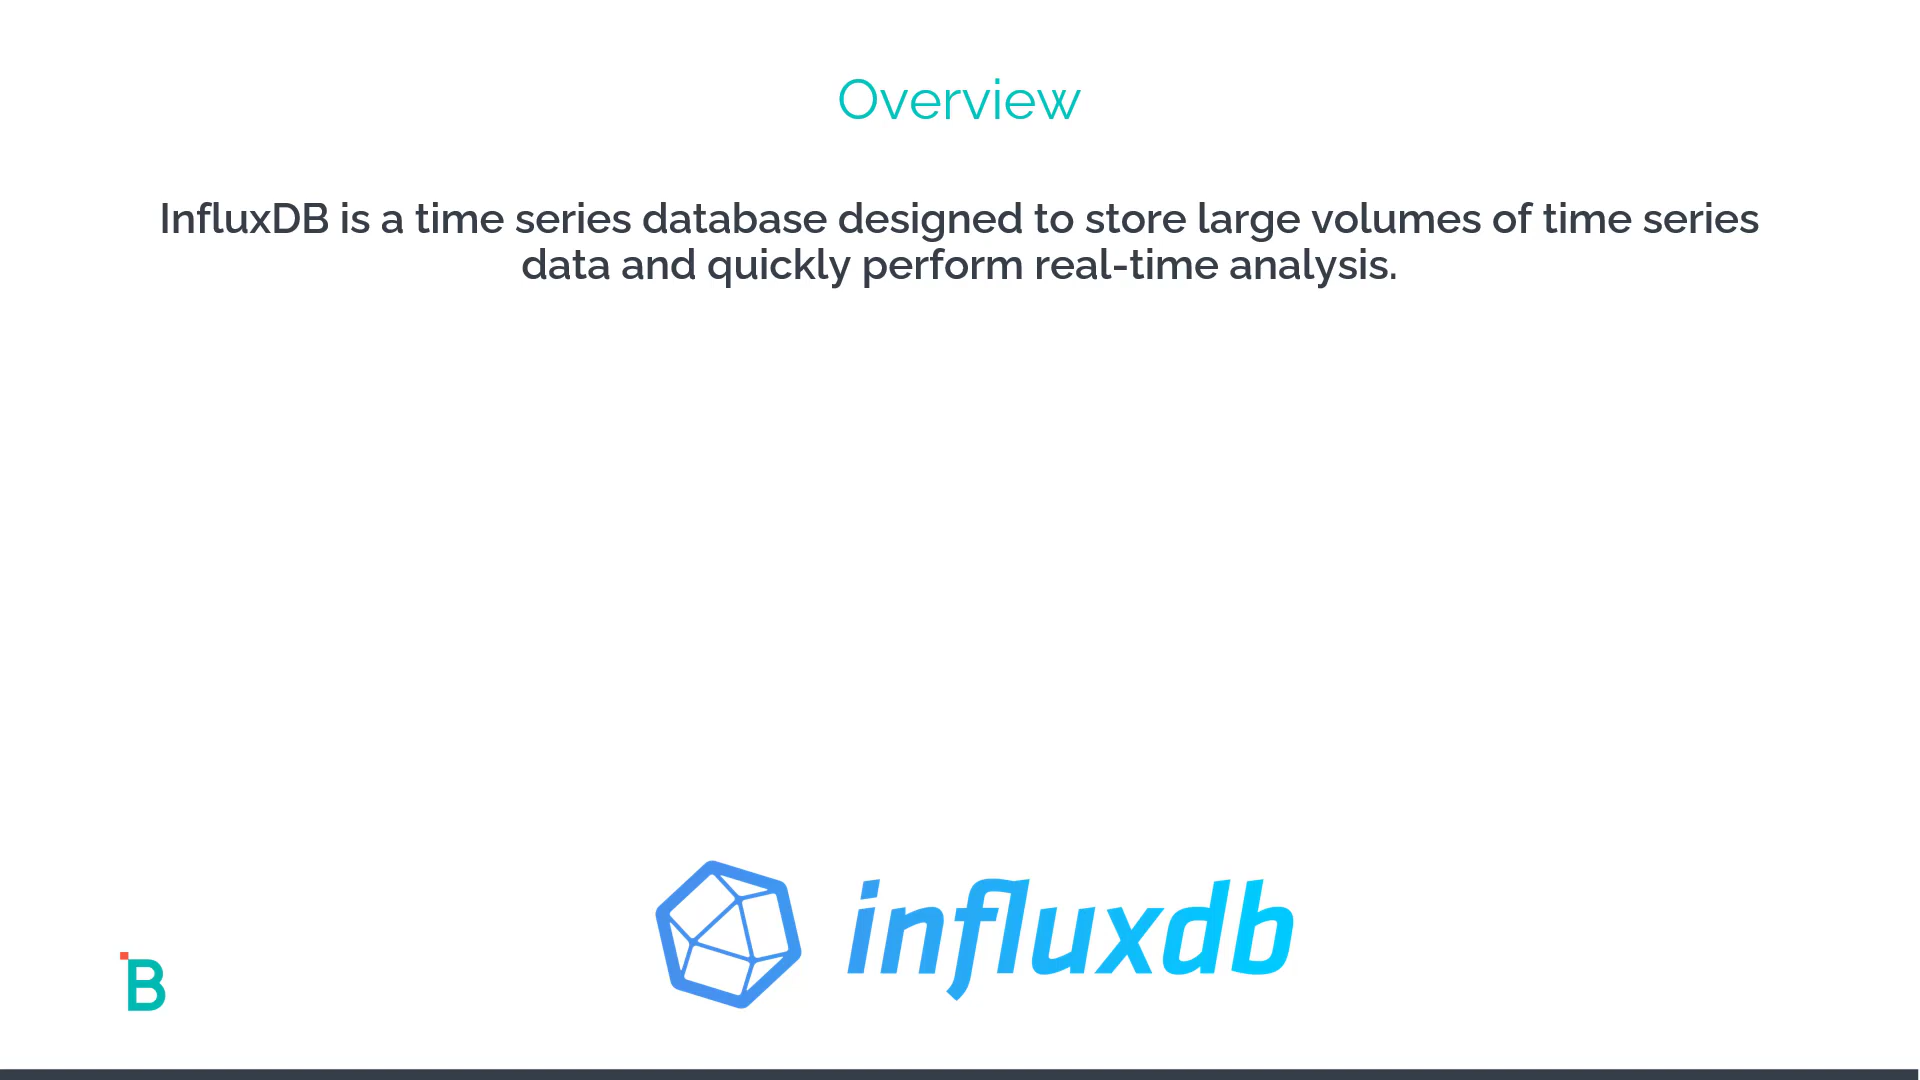 Overview
InfluxDB is a time series database designed to store large volumes of time series
data and quickly perform real-time analysis.
influxdb
B